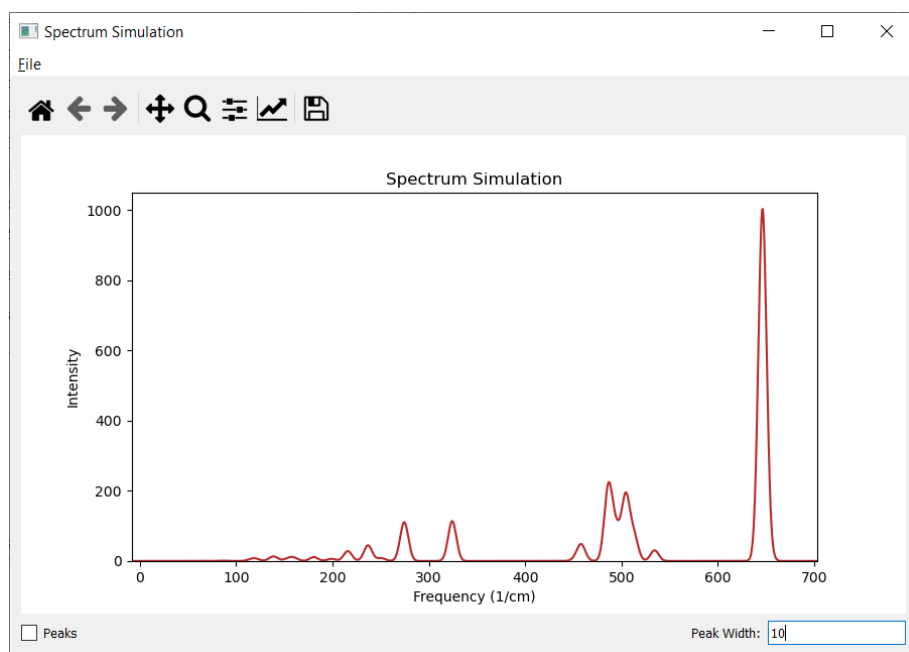 Spectrum Simulation
File
Spectrum Simulation
1000
800
600
400
200
0
Intensity
0 100 200 300 400 500 600 700
Frequency (1/cm)
Peaks Peak Width: 10